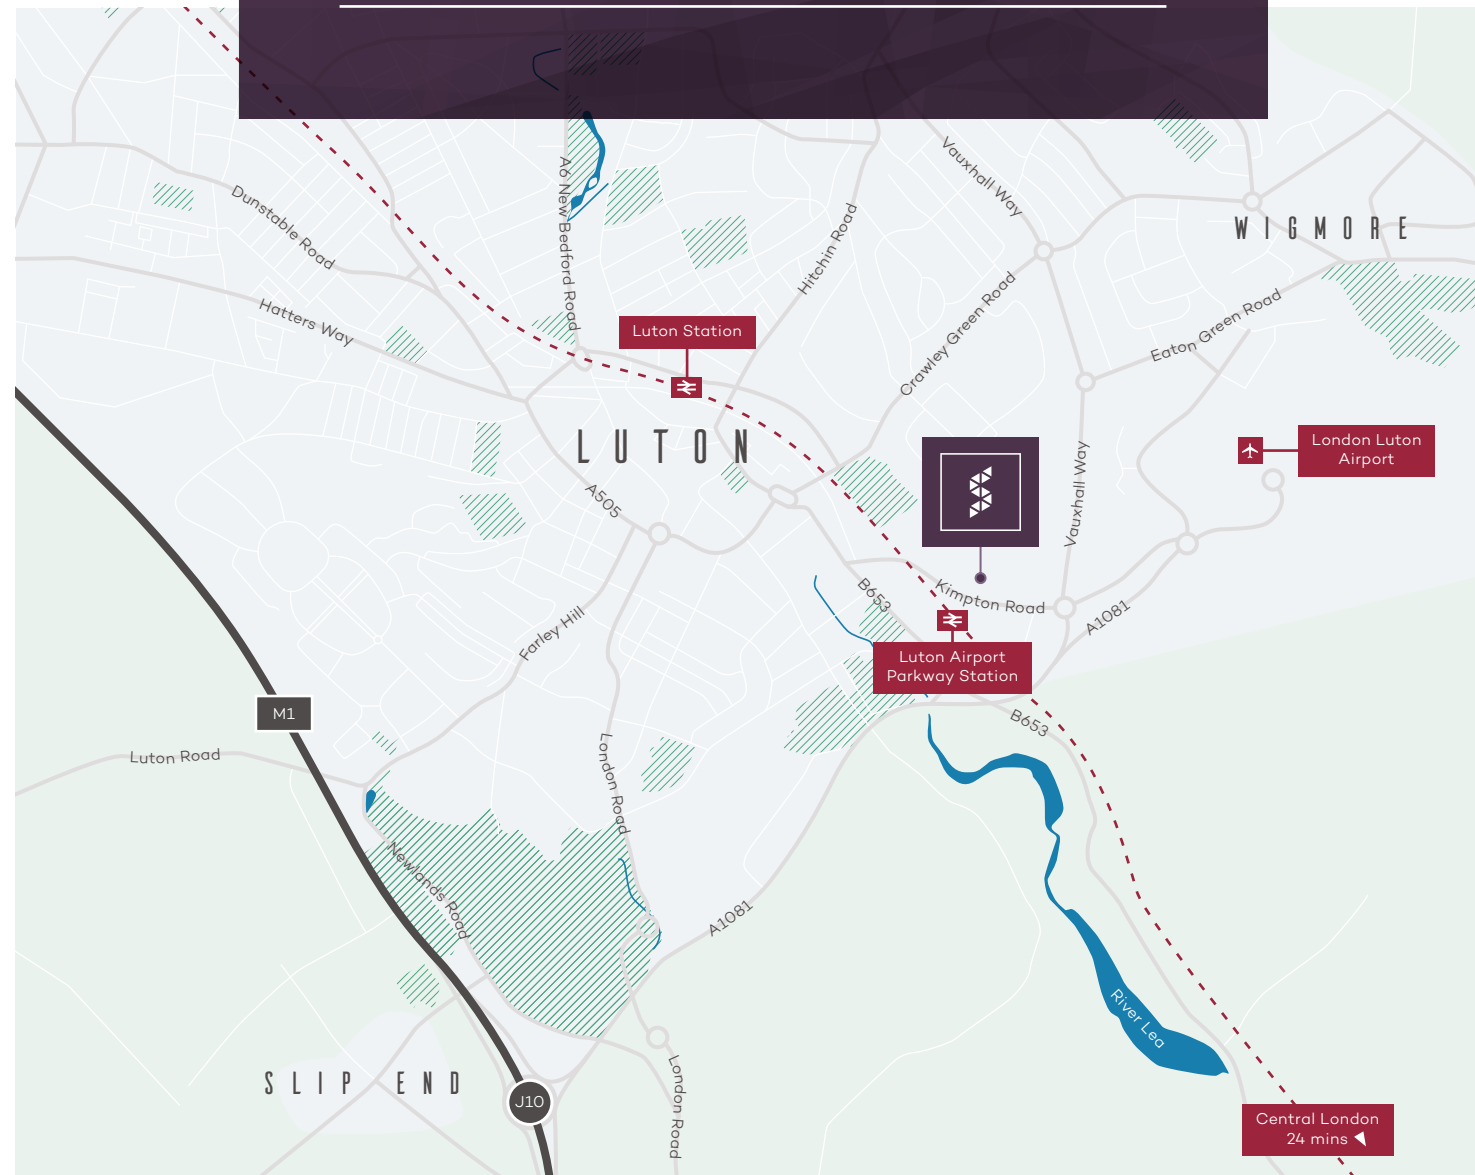 A6 New Bedford Road
Vauxhall Way
Dunstable Road
WIGMORE
Hitchin Road
Hatters Way
Crawley Green Road
Eaton Green Road
Luton Station
LUTON
London Luton
Airport
A505
Vauxhall Way
B653
Kimpton Road
A1081
Farley Hill
Luton Airport
Parkway Station
M1
B653
Luton Road
London Road
Newlands Road
A1081
River Lea
SLIP END
J10
London Road
Central London
24 mins